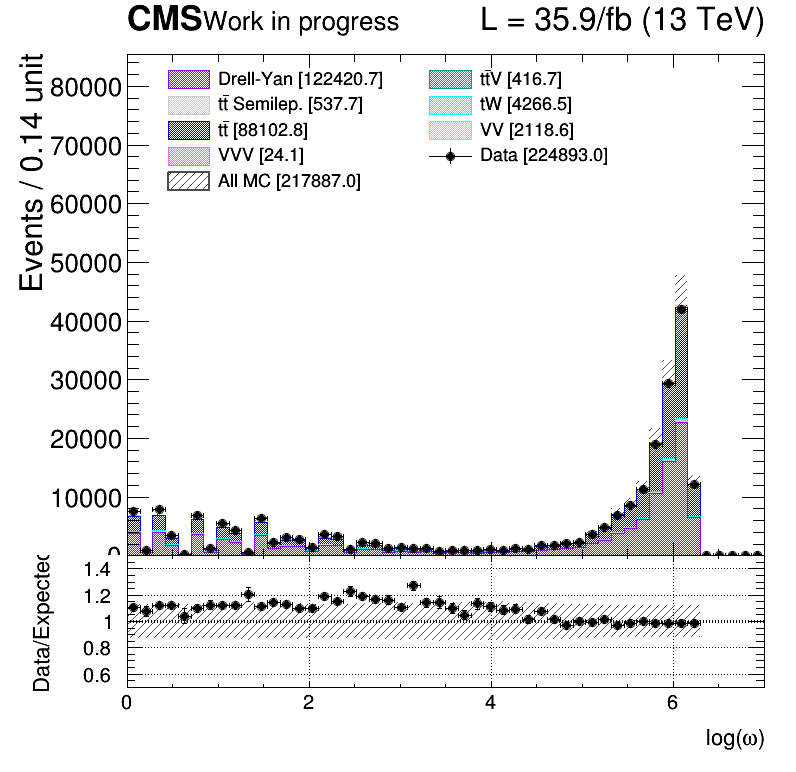 CMS Work in progress L = 35.9/fb (13 TeV)
Events / 0.14 unit
80000
70000
60000
50000
40000
30000
20000
10000
0
Drell-Yan [122420.7]
tt̄ Semilep. [537.7]
tt̄ [88102.8]
VVV [24.1]
All MC [217887.0]
tt̄V [416.7]
tW [4266.5]
VV [2118.6]
Data [224893.0]
Data/Expected
1.4
1.2
1
0.8
0.6
0 2 4 6
log(ω)